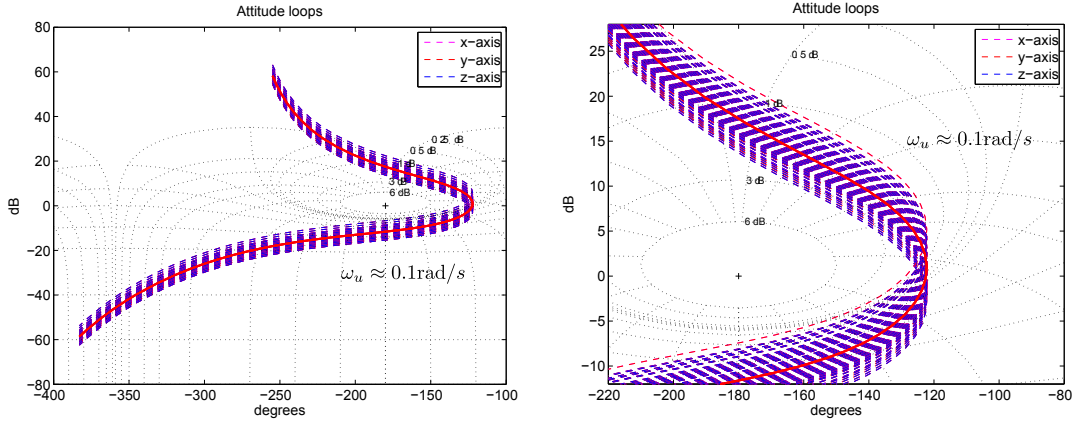 Attitude loops
80
60
40
20
0
−20
−40
−60
−80
dB
−400
−350
−300
−250
−200
−150
−100
degrees
x−axis
y−axis
z−axis
0.25 dB
0.5 dB
3 dB
6 dB
ω_u ≈ 0.1rad/s
Attitude loops
25
20
15
10
5
0
−5
−10
dB
−220
−200
−180
−160
−140
−120
−100
−80
degrees
x−axis
y−axis
z−axis
0.5 dB
1 dB
3 dB
6 dB
ω_u ≈ 0.1rad/s